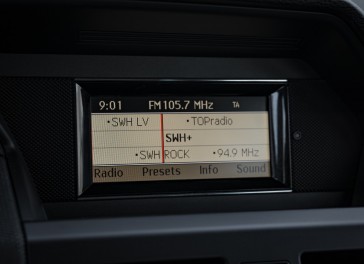 9:01 FM 105.7 MHz TA
•SWH LV •TOPradio
SWH+
•SWH ROCK •94.9 MHz
Radio Presets Info Sound